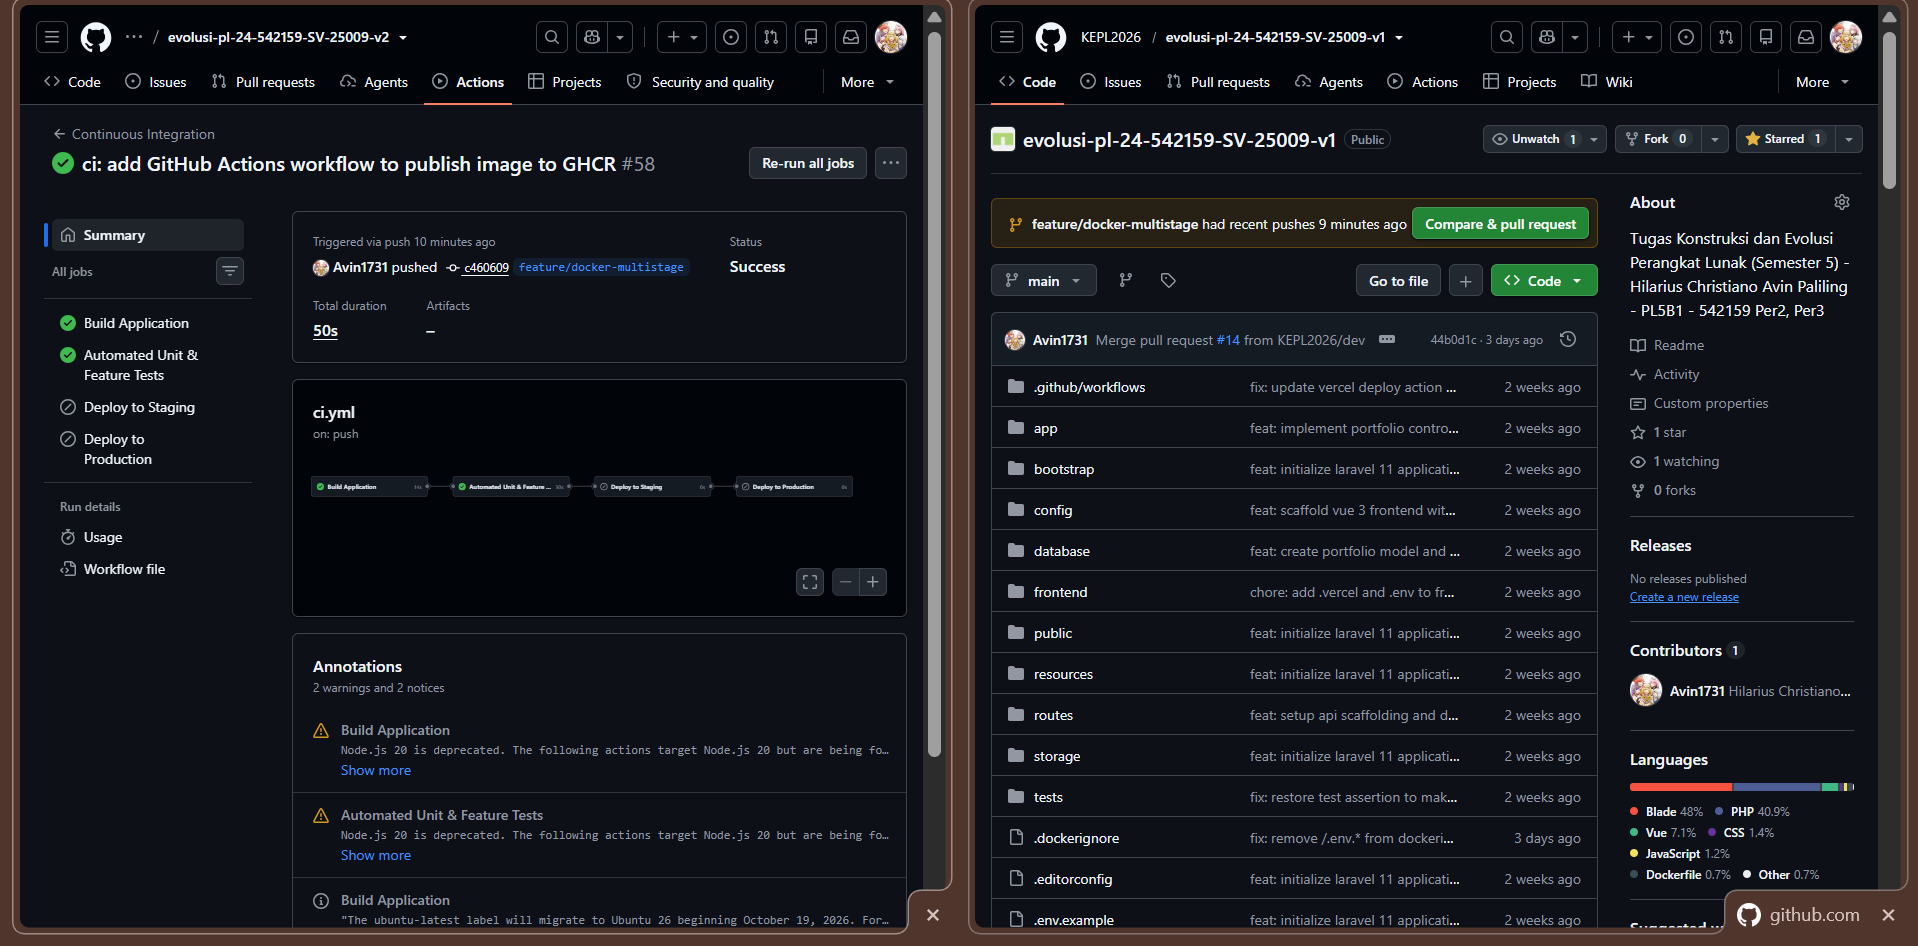 / evolusi-pl-24-542159-SV-25009-v2
Code
Issues
Pull requests
Agents
Actions
Projects
Security and quality
More
Continuous Integration
ci: add GitHub Actions workflow to publish image to GHCR #58
Re-run all jobs
Summary
All jobs
Build Application
Automated Unit &
Feature Tests
Deploy to Staging
Deploy to
Production
Run details
Usage
Workflow file
Triggered via push 10 minutes ago
Avin1731 pushed c460609 feature/docker-multistage
Status
Success
Total duration
50s
Artifacts
–
ci.yml
on: push
Build Application
Automated Unit & Feature ...
Deploy to Staging 0s
Deploy to Production 0s
Annotations
2 warnings and 2 notices
Build Application
Node.js 20 is deprecated. The following actions target Node.js 20 but are being fo…
Show more
Automated Unit & Feature Tests
Node.js 20 is deprecated. The following actions target Node.js 20 but are being fo…
Show more
Build Application
"The ubuntu-latest label will migrate to Ubuntu 26 beginning October 19, 2026. For…
KEPL2026 / evolusi-pl-24-542159-SV-25009-v1
Code
Issues
Pull requests
Agents
Actions
Projects
Wiki
More
evolusi-pl-24-542159-SV-25009-v1 Public
Unwatch 1
Fork 0
Starred 1
feature/docker-multistage had recent pushes 9 minutes ago
Compare & pull request
main
Go to file
Code
Avin1731 Merge pull request #14 from KEPL2026/dev
44b0d1c · 3 days ago
.github/workflows fix: update vercel deploy action ... 2 weeks ago
app feat: implement portfolio contro... 2 weeks ago
bootstrap feat: initialize laravel 11 applicati... 2 weeks ago
config feat: scaffold vue 3 frontend wit... 2 weeks ago
database feat: create portfolio model and ... 2 weeks ago
frontend chore: add .vercel and .env to fr... 2 weeks ago
public feat: initialize laravel 11 applicati... 2 weeks ago
resources feat: initialize laravel 11 applicati... 2 weeks ago
routes feat: setup api scaffolding and d... 2 weeks ago
storage feat: initialize laravel 11 applicati... 2 weeks ago
tests fix: restore test assertion to mak... 2 weeks ago
.dockerignore fix: remove /.env.* from dockeri... 3 days ago
.editorconfig feat: initialize laravel 11 applicati... 2 weeks ago
.env.example feat: initialize laravel 11 applicati... 2 weeks ago
About
Tugas Konstruksi dan Evolusi
Perangkat Lunak (Semester 5) -
Hilarius Christiano Avin Paliling
- PL5B1 - 542159 Per2, Per3
Readme
Activity
Custom properties
1 star
1 watching
0 forks
Releases
No releases published
Create a new release
Contributors 1
Avin1731 Hilarius Christiano...
Languages
Blade 48% PHP 40.9%
Vue 7.1% CSS 1.4%
JavaScript 1.2%
Dockerfile 0.7% Other 0.7%
github.com